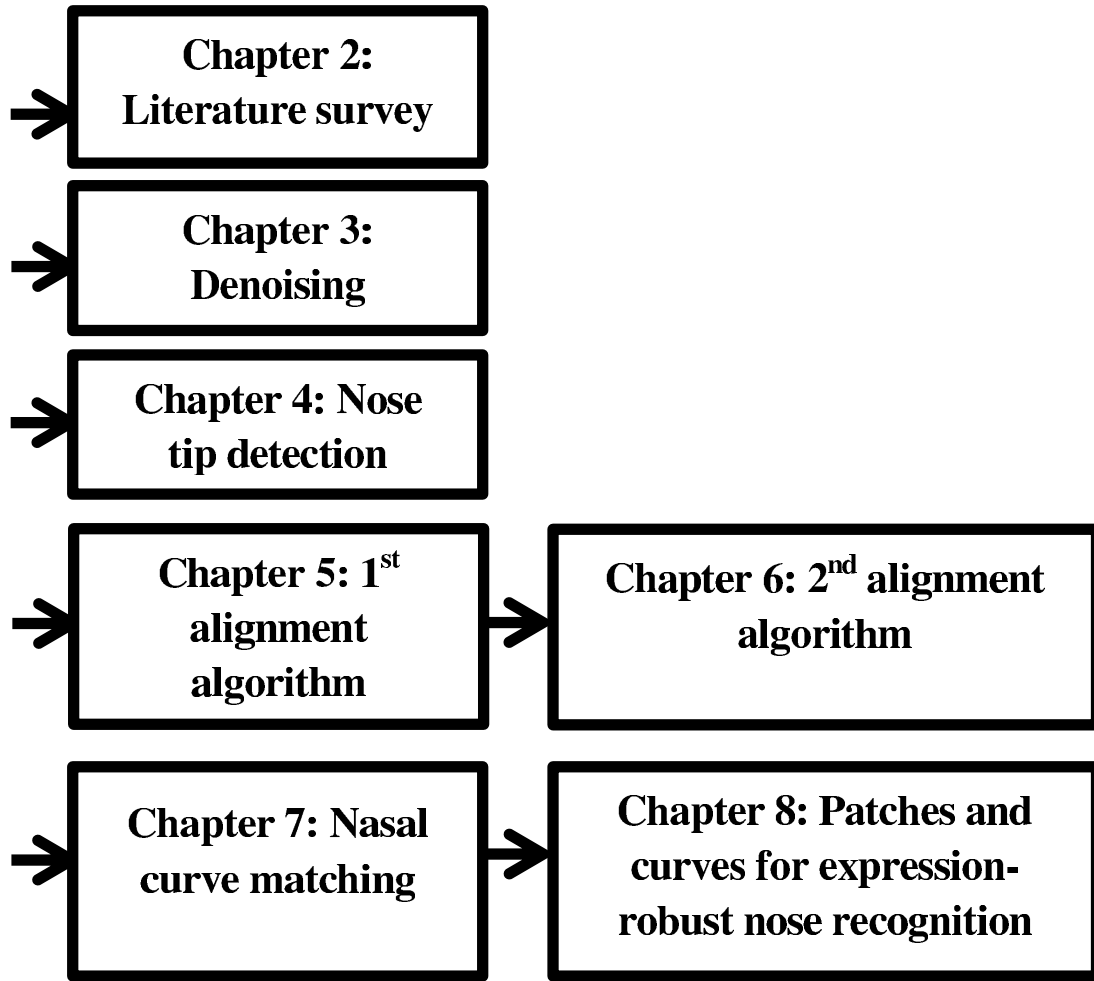 Chapter 2:
Literature survey
Chapter 3:
Denoising
Chapter 4: Nose
tip detection
Chapter 5: 1st
alignment
algorithm
Chapter 6: 2nd alignment
algorithm
Chapter 7: Nasal
curve matching
Chapter 8: Patches and
curves for expression-
robust nose recognition